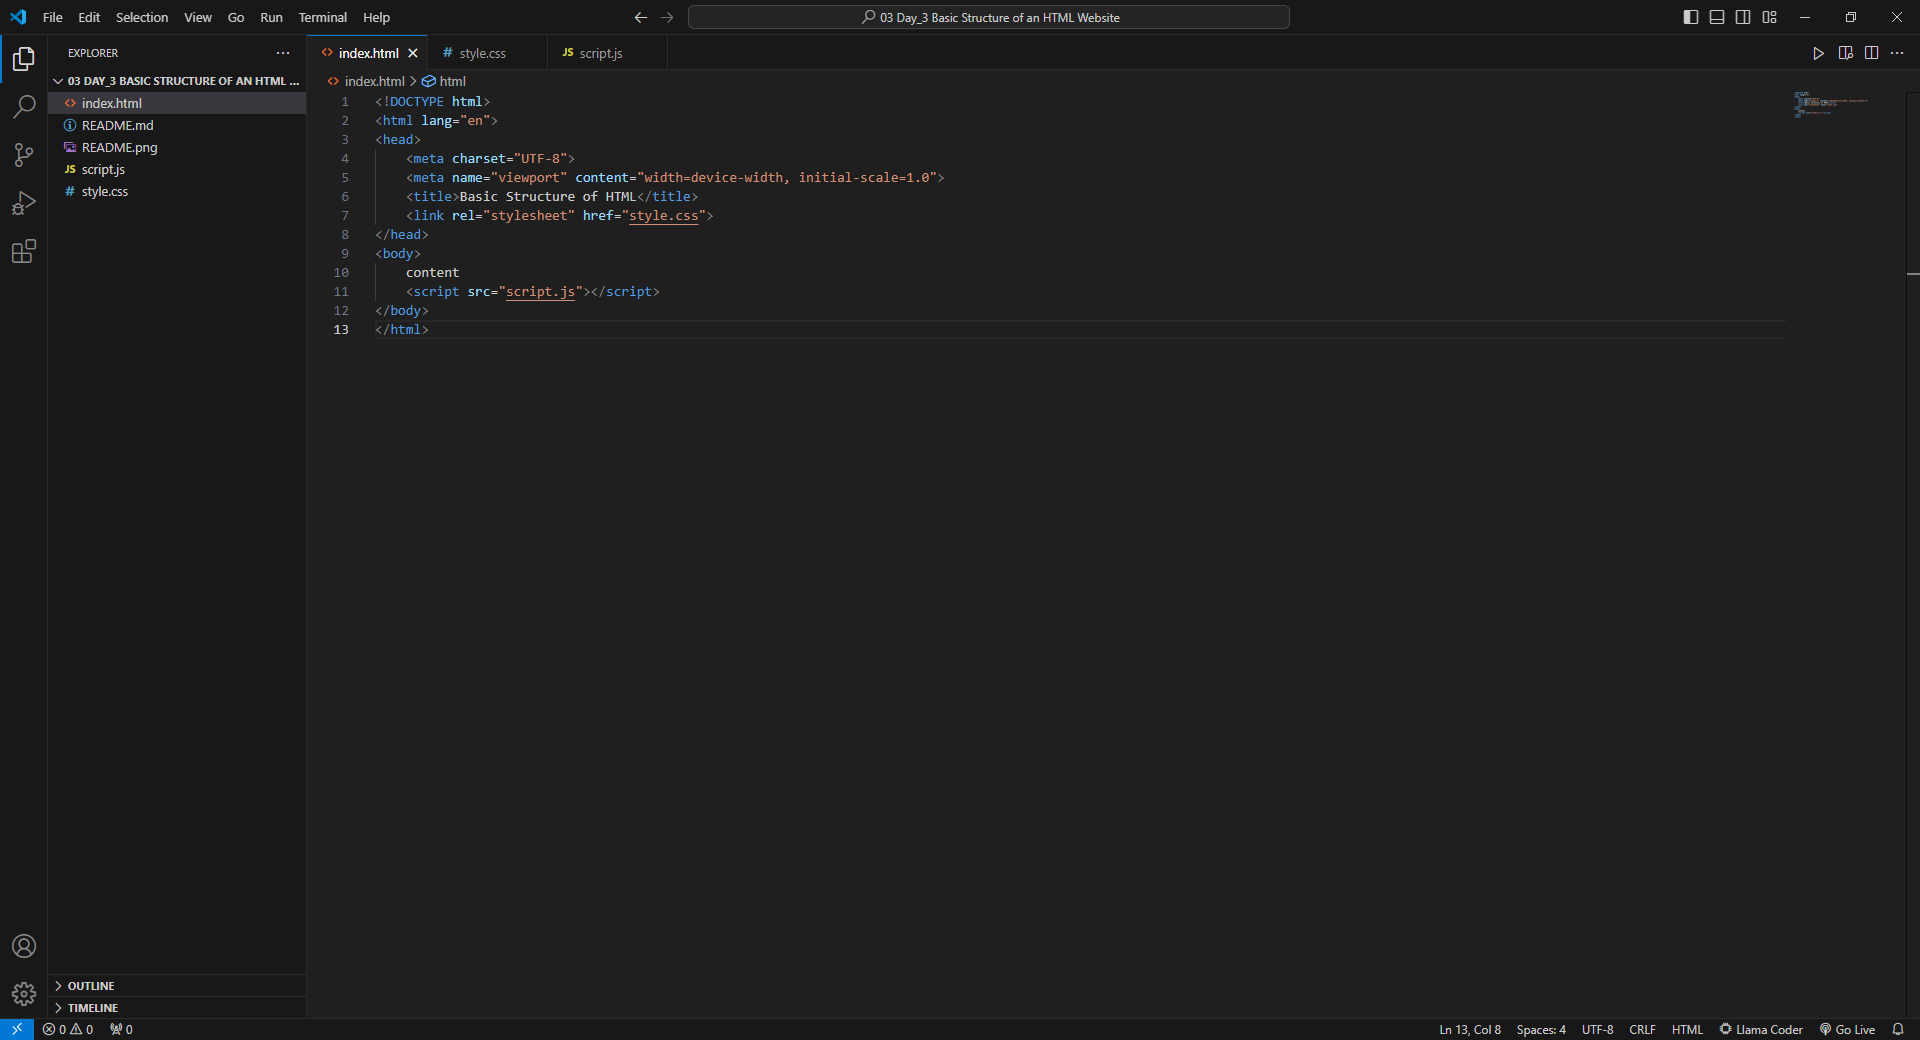 File Edit Selection View Go Run Terminal Help
03 Day_3 Basic Structure of an HTML Website
EXPLORER
03 DAY_3 BASIC STRUCTURE OF AN HTML ...
index.html
README.md
README.png
JS script.js
# style.css
OUTLINE
TIMELINE
<> index.html
# style.css
JS script.js
<> index.html > html
1 <!DOCTYPE html>
2 <html lang="en">
3 <head>
4     <meta charset="UTF-8">
5     <meta name="viewport" content="width=device-width, initial-scale=1.0">
6     <title>Basic Structure of HTML</title>
7     <link rel="stylesheet" href="style.css">
8 </head>
9 <body>
10     content
11     <script src="script.js"></script>
12 </body>
13 </html>
0 0 0
Ln 13, Col 8 Spaces: 4 UTF-8 CRLF HTML Llama Coder Go Live